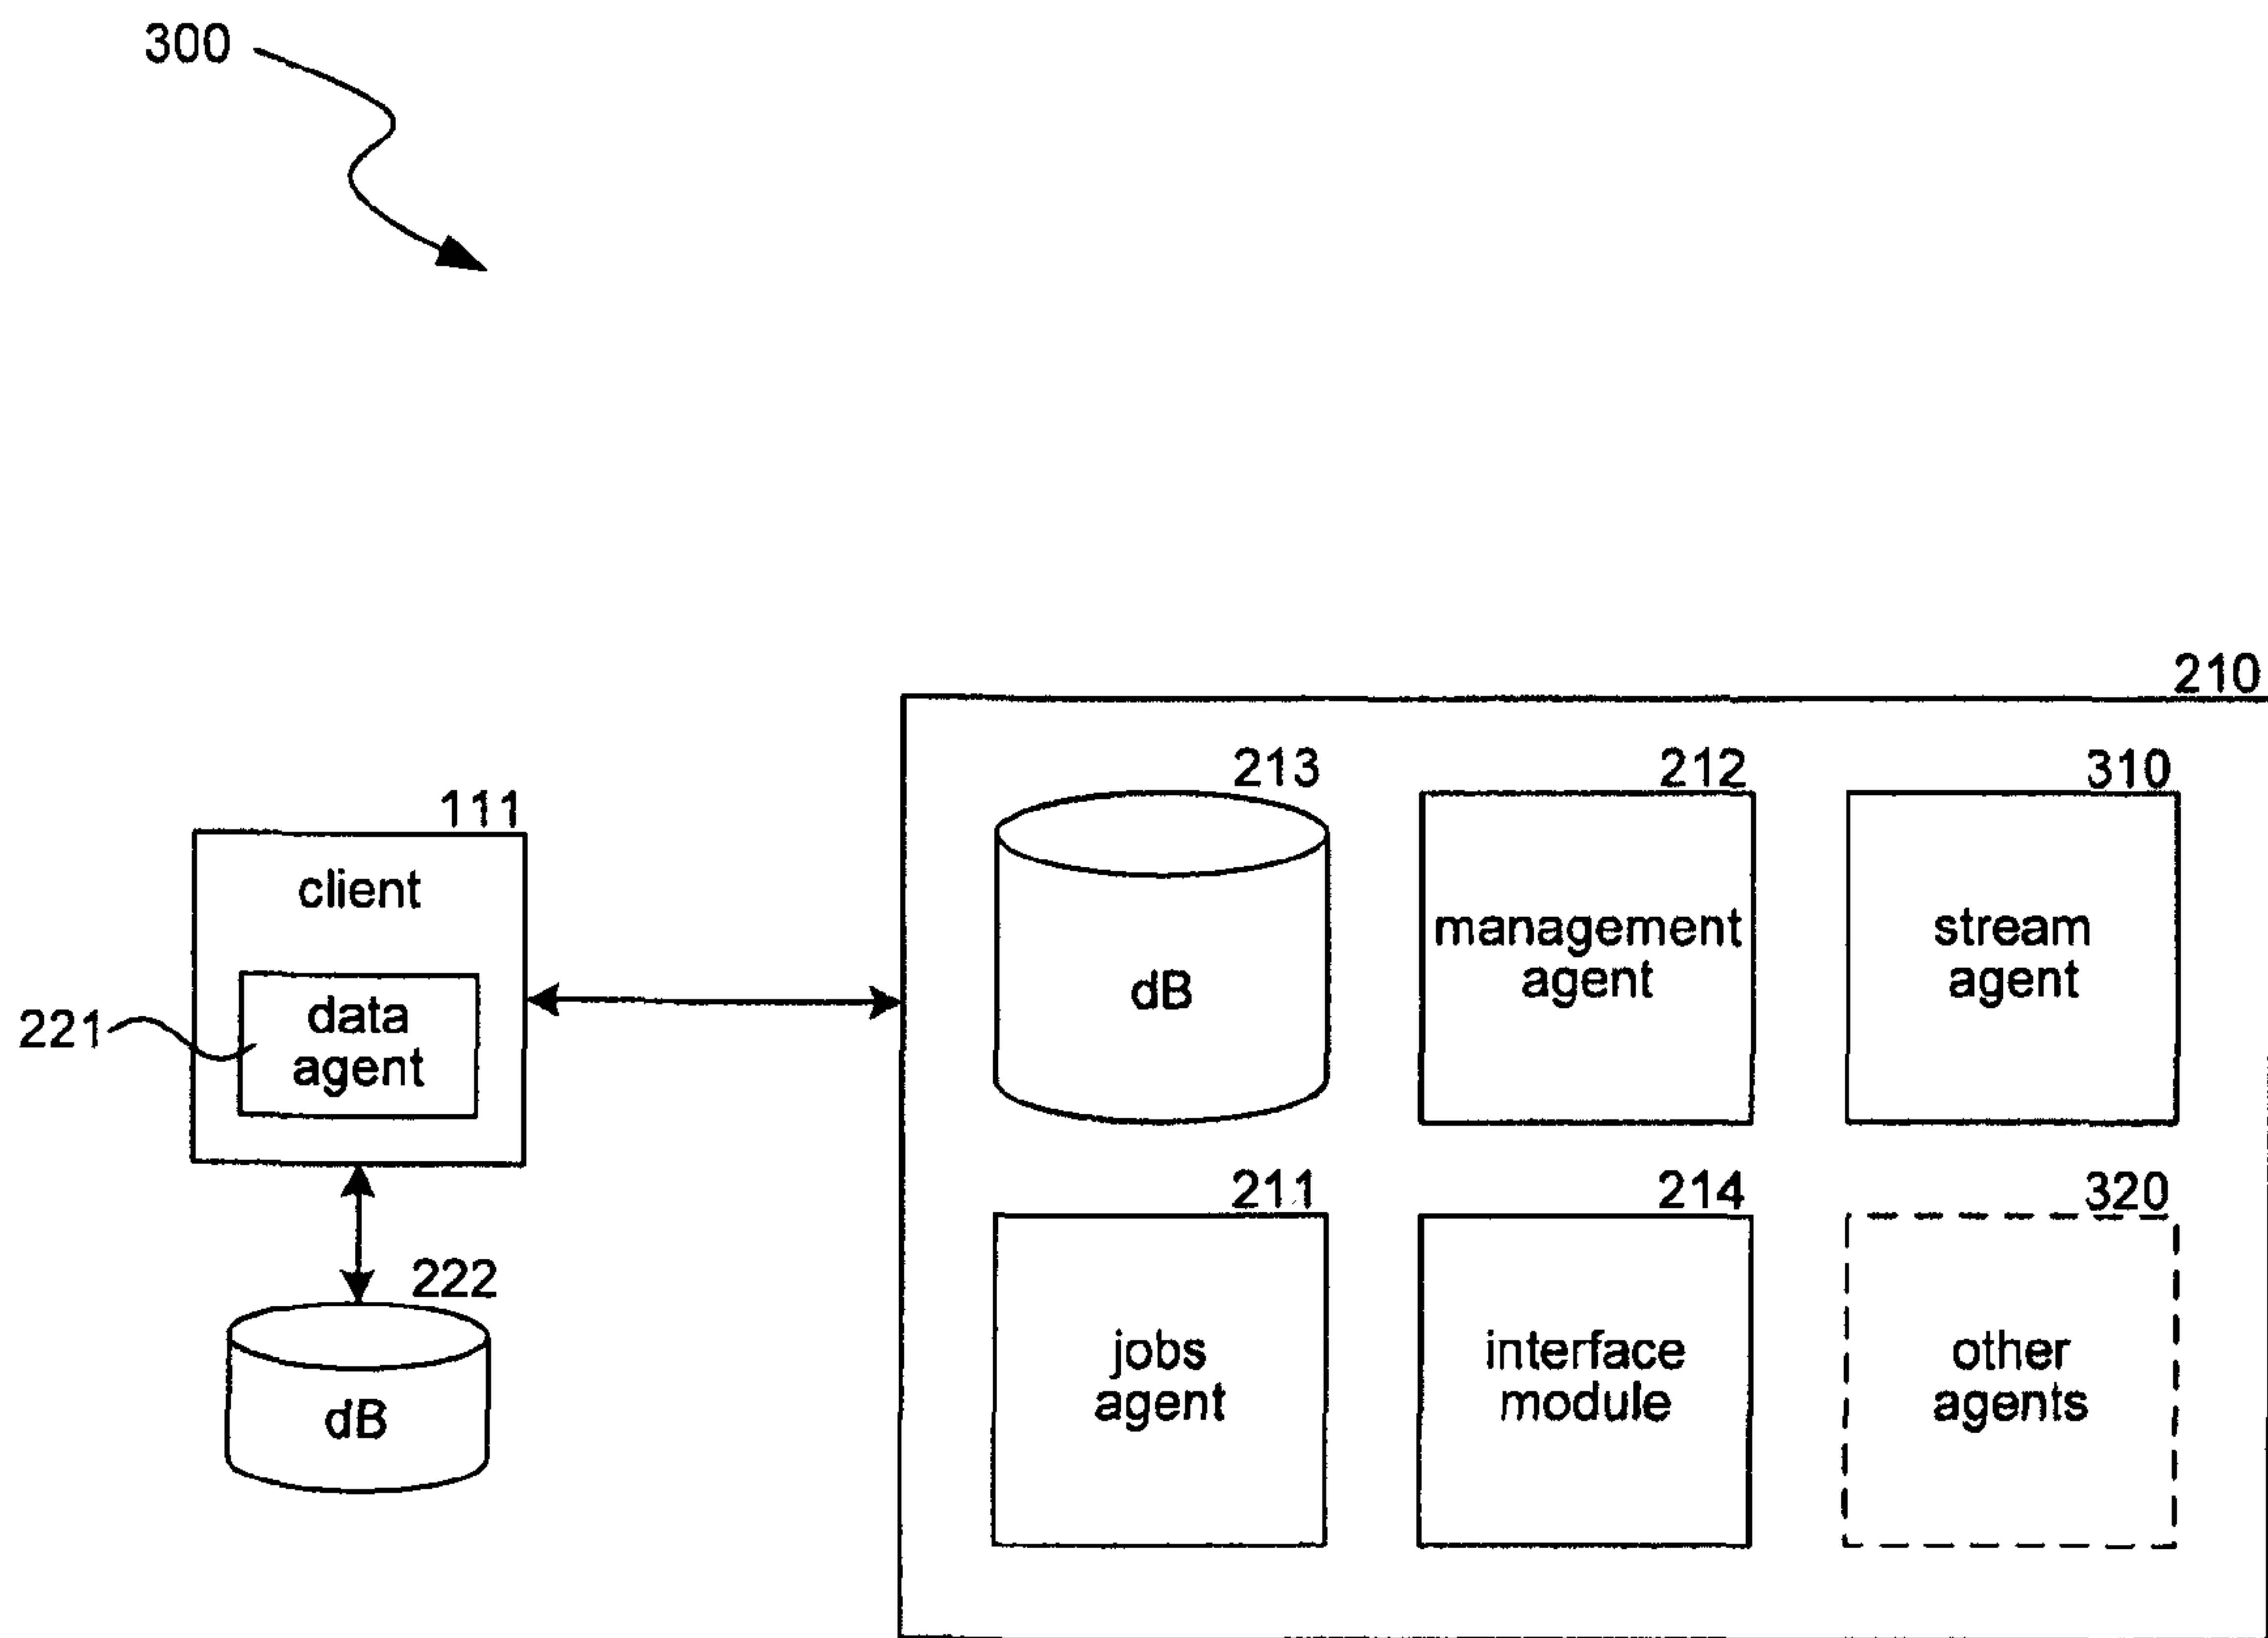 300
210
213
212
310
111
client
management
agent
stream
agent
dB
data
agent
221
211
214
320
222
jobs
agent
interface
module
other
agents
dB